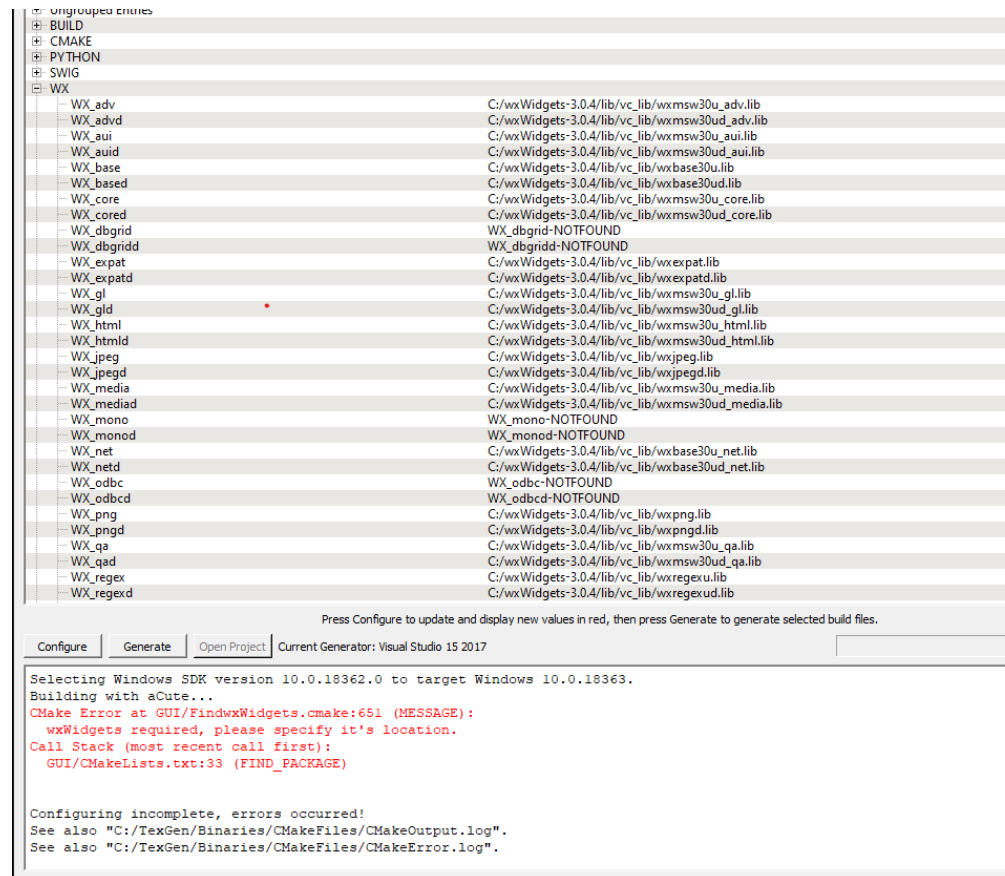 Ungrouped Entries
BUILD
CMAKE
PYTHON
SWIG
WX
WX_adv C:/wxWidgets-3.0.4/lib/vc_lib/wxmsw30u_adv.lib
WX_advd C:/wxWidgets-3.0.4/lib/vc_lib/wxmsw30ud_adv.lib
WX_aui C:/wxWidgets-3.0.4/lib/vc_lib/wxmsw30u_aui.lib
WX_auid C:/wxWidgets-3.0.4/lib/vc_lib/wxmsw30ud_aui.lib
WX_base C:/wxWidgets-3.0.4/lib/vc_lib/wxbase30u.lib
WX_based C:/wxWidgets-3.0.4/lib/vc_lib/wxbase30ud.lib
WX_core C:/wxWidgets-3.0.4/lib/vc_lib/wxmsw30u_core.lib
WX_cored C:/wxWidgets-3.0.4/lib/vc_lib/wxmsw30ud_core.lib
WX_dbgrid WX_dbgrid-NOTFOUND
WX_dbgridd WX_dbgridd-NOTFOUND
WX_expat C:/wxWidgets-3.0.4/lib/vc_lib/wxexpat.lib
WX_expatd C:/wxWidgets-3.0.4/lib/vc_lib/wxexpatd.lib
WX_gl C:/wxWidgets-3.0.4/lib/vc_lib/wxmsw30u_gl.lib
WX_gld C:/wxWidgets-3.0.4/lib/vc_lib/wxmsw30ud_gl.lib
WX_html C:/wxWidgets-3.0.4/lib/vc_lib/wxmsw30u_html.lib
WX_htmld C:/wxWidgets-3.0.4/lib/vc_lib/wxmsw30ud_html.lib
WX_jpeg C:/wxWidgets-3.0.4/lib/vc_lib/wxjpeg.lib
WX_jpegd C:/wxWidgets-3.0.4/lib/vc_lib/wxjpegd.lib
WX_media C:/wxWidgets-3.0.4/lib/vc_lib/wxmsw30u_media.lib
WX_mediad C:/wxWidgets-3.0.4/lib/vc_lib/wxmsw30ud_media.lib
WX_mono WX_mono-NOTFOUND
WX_monod WX_monod-NOTFOUND
WX_net C:/wxWidgets-3.0.4/lib/vc_lib/wxbase30u_net.lib
WX_netd C:/wxWidgets-3.0.4/lib/vc_lib/wxbase30ud_net.lib
WX_odbc WX_odbc-NOTFOUND
WX_odbcd WX_odbcd-NOTFOUND
WX_png C:/wxWidgets-3.0.4/lib/vc_lib/wxpng.lib
WX_pngd C:/wxWidgets-3.0.4/lib/vc_lib/wxpngd.lib
WX_qa C:/wxWidgets-3.0.4/lib/vc_lib/wxmsw30u_qa.lib
WX_qad C:/wxWidgets-3.0.4/lib/vc_lib/wxmsw30ud_qa.lib
WX_regex C:/wxWidgets-3.0.4/lib/vc_lib/wxregexu.lib
WX_regexd C:/wxWidgets-3.0.4/lib/vc_lib/wxregexud.lib
Press Configure to update and display new values in red, then press Generate to generate selected build files.
Configure Generate Open Project Current Generator: Visual Studio 15 2017
Selecting Windows SDK version 10.0.18362.0 to target Windows 10.0.18363.
Building with aCute...
CMake Error at GUI/FindwxWidgets.cmake:651 (MESSAGE):
wxWidgets required, please specify it's location.
Call Stack (most recent call first):
GUI/CMakeLists.txt:33 (FIND_PACKAGE)
Configuring incomplete, errors occurred!
See also "C:/TexGen/Binaries/CMakeFiles/CMakeOutput.log".
See also "C:/TexGen/Binaries/CMakeFiles/CMakeError.log".